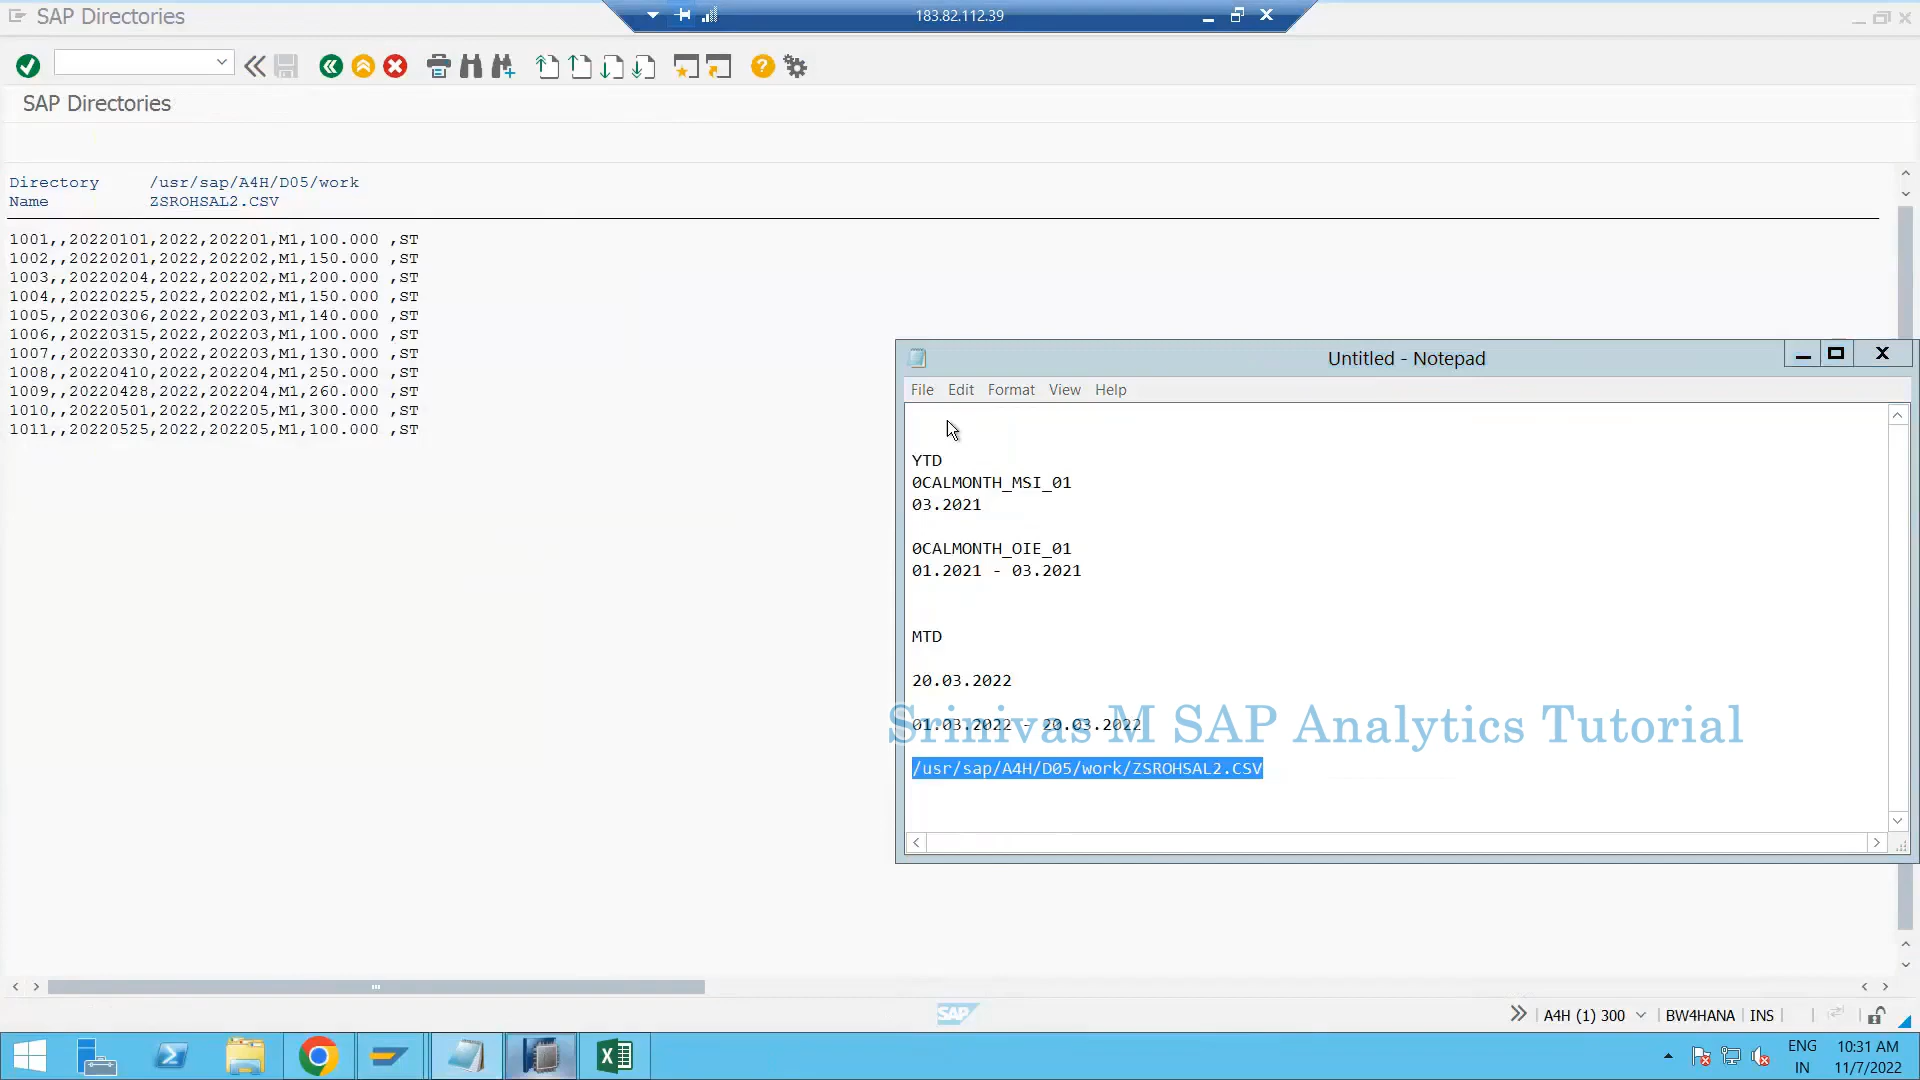 SAP Directories
183.82.112.39
SAP Directories
Directory /usr/sap/A4H/D05/work
Name ZSROHSAL2.CSV
1001,,20220101,2022,202201,M1,100.000 ,ST
1002,,20220201,2022,202202,M1,150.000 ,ST
1003,,20220204,2022,202202,M1,200.000 ,ST
1004,,20220225,2022,202202,M1,150.000 ,ST
1005,,20220306,2022,202203,M1,140.000 ,ST
1006,,20220315,2022,202203,M1,100.000 ,ST
1007,,20220330,2022,202203,M1,130.000 ,ST
1008,,20220410,2022,202204,M1,250.000 ,ST
1009,,20220428,2022,202204,M1,260.000 ,ST
1010,,20220501,2022,202205,M1,300.000 ,ST
1011,,20220525,2022,202205,M1,100.000 ,ST
Untitled - Notepad
File Edit Format View Help
YTD
0CALMONTH_MSI_01
03.2021
0CALMONTH_OIE_01
01.2021 - 03.2021
MTD
20.03.2022
01.03.2022 - 20.03.2022
Srinivas M SAP Analytics Tutorial
/usr/sap/A4H/D05/work/ZSROHSAL2.CSV
SAP
A4H (1) 300 BW4HANA INS
ENG 10:31 AM
IN 11/7/2022